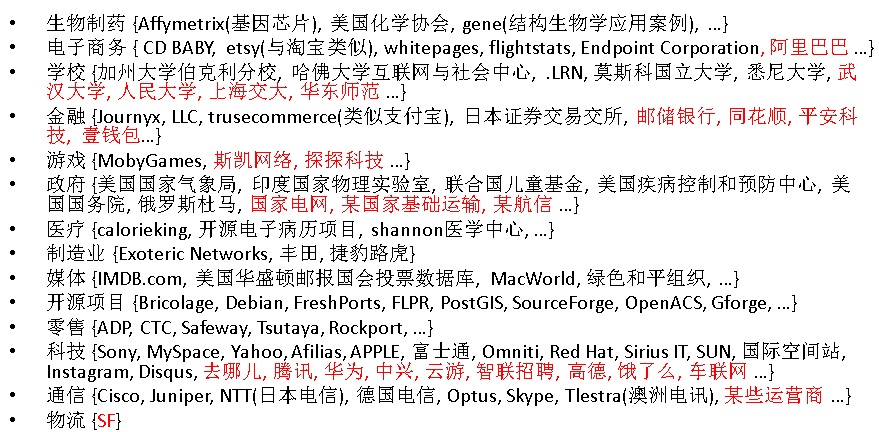 • 生物制药 {Affymetrix(基因芯片), 美国化学协会, gene(结构生物学应用案例), …}
• 电子商务 { CD BABY, etsy(与淘宝类似), whitepages, flightstats, Endpoint Corporation, 阿里巴巴 …}
• 学校 {加州大学伯克利分校, 哈佛大学互联网与社会中心, .LRN, 莫斯科国立大学, 悉尼大学, 武
汉大学, 人民大学, 上海交大, 华东师范 …}
• 金融 {Journyx, LLC, trusecommerce(类似支付宝), 日本证券交易交所, 邮储银行, 同花顺, 平安科
技, 壹钱包…}
• 游戏 {MobyGames, 斯凯网络, 探探科技 …}
• 政府 {美国国家气象局, 印度国家物理实验室, 联合国儿童基金, 美国疾病控制和预防中心, 美
国国务院, 俄罗斯杜马, 国家电网, 某国家基础运输, 某航信 …}
• 医疗 {calorieking, 开源电子病历项目, shannon医学中心, …}
• 制造业 {Exoteric Networks, 丰田, 捷豹路虎}
• 媒体 {IMDB.com, 美国华盛顿邮报国会投票数据库, MacWorld, 绿色和平组织, …}
• 开源项目 {Bricolage, Debian, FreshPorts, FLPR, PostGIS, SourceForge, OpenACS, Gforge, …}
• 零售 {ADP, CTC, Safeway, Tsutaya, Rockport, …}
• 科技 {Sony, MySpace, Yahoo, Afilias, APPLE, 富士通, Omniti, Red Hat, Sirius IT, SUN, 国际空间站,
Instagram, Disqus, 去哪儿, 腾讯, 华为, 中兴, 云游, 智联招聘, 高德, 饿了么, 车联网 …}
• 通信 {Cisco, Juniper, NTT(日本电信), 德国电信, Optus, Skype, Tlestra(澳洲电讯), 某些运营商 …}
• 物流 {SF}